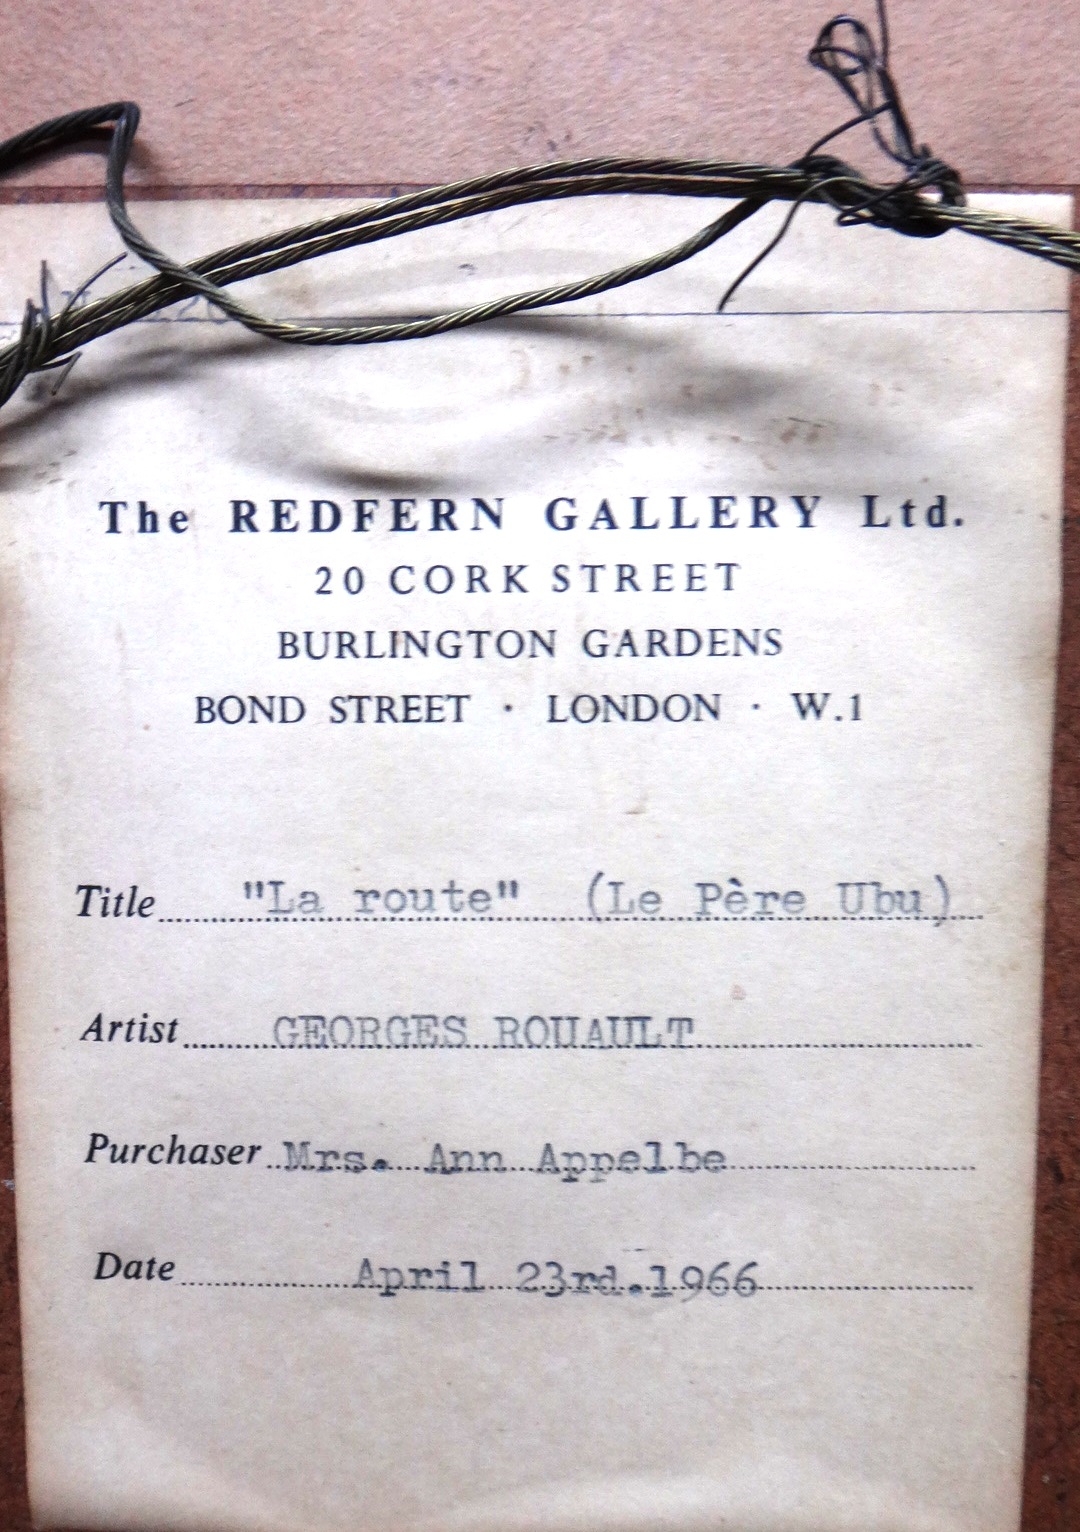 The REDFERN GALLERY Ltd.
20 CORK STREET
BURLINGTON GARDENS
BOND STREET · LONDON · W.1
Title "La route" (Le Père Ubu)
Artist GEORGES ROUAULT
Purchaser Mrs. Ann Appelbe
Date April 23rd.1966